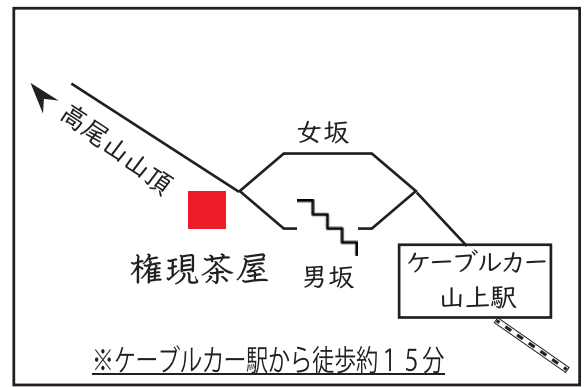 高尾山山頂
女坂
権現茶屋
男坂
ケーブルカー
山上駅
※ケーブルカー駅から徒歩約１５分